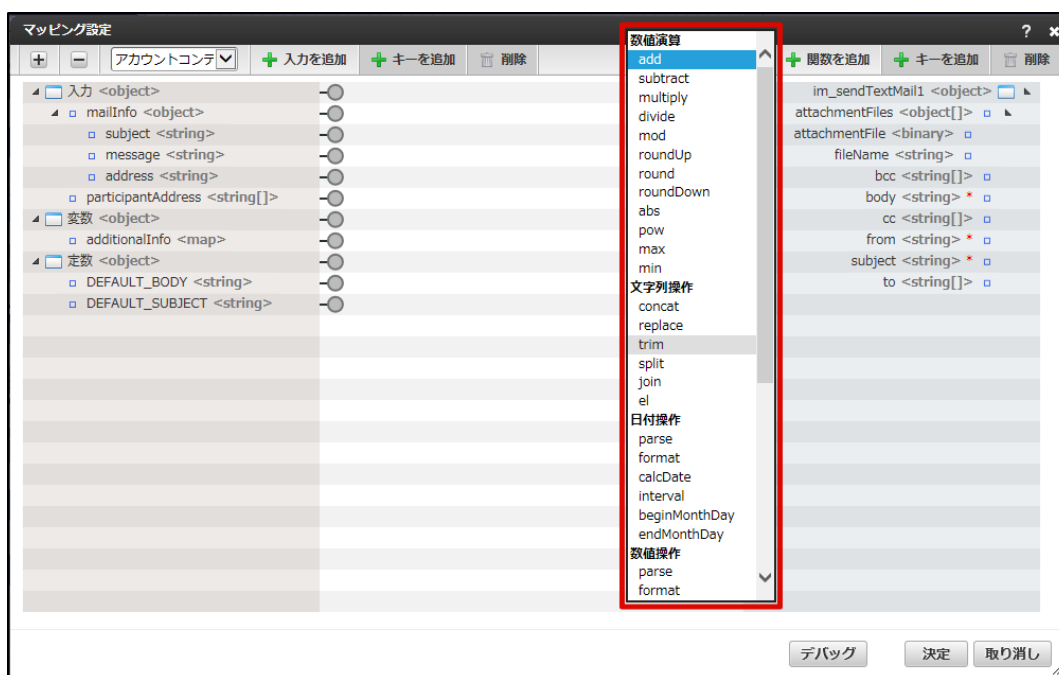 マッピング設定
?
アカウントコンテ
入力を追加
キーを追加
削除
関数を追加
キーを追加
削除
入力 <object>
mailInfo <object>
subject <string>
message <string>
address <string>
participantAddress <string[]>
変数 <object>
additionalInfo <map>
定数 <object>
DEFAULT_BODY <string>
DEFAULT_SUBJECT <string>
数値演算
add
subtract
multiply
divide
mod
roundUp
round
roundDown
abs
pow
max
min
文字列操作
concat
replace
trim
split
join
el
日付操作
parse
format
calcDate
interval
beginMonthDay
endMonthDay
数値操作
parse
format
im_sendTextMail1 <object>
attachmentFiles <object[]>
attachmentFile <binary>
fileName <string>
bcc <string[]>
body <string> *
cc <string[]>
from <string> *
subject <string> *
to <string[]>
デバッグ
決定
取り消し